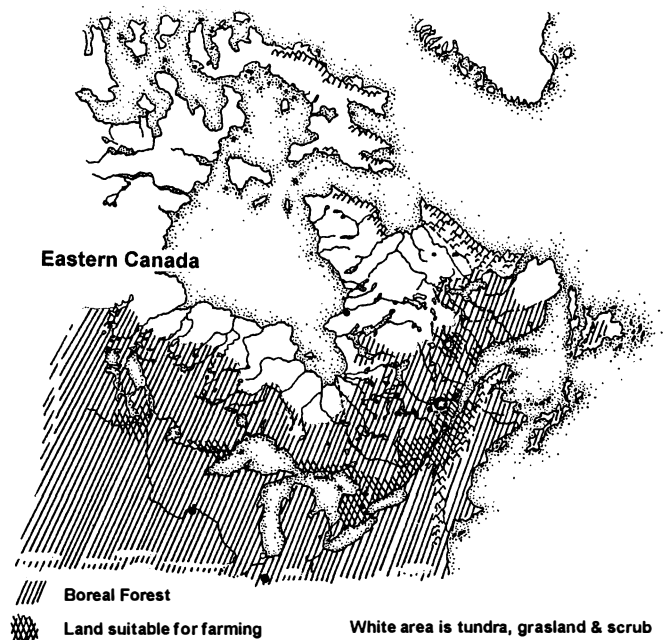 Eastern Canada
Boreal Forest
Land suitable for farming
White area is tundra, grasland & scrub